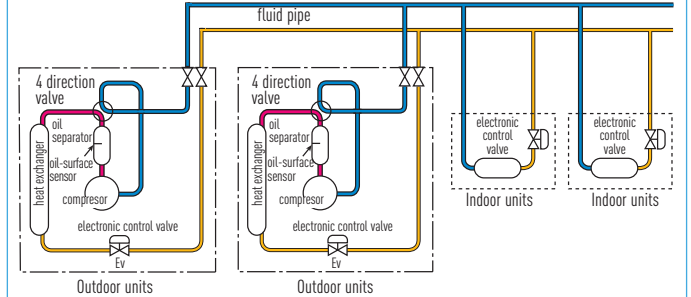 fluid pipe
4 direction
valve
oil
separator
oil-surface
sensor
heat exchanger
compresor
electronic control valve
Ev
Outdoor units
4 direction
valve
oil
separator
oil-surface
sensor
heat exchanger
compresor
electronic control valve
Ev
Outdoor units
electronic
control
valve
Indoor units
electronic
control
valve
Indoor units